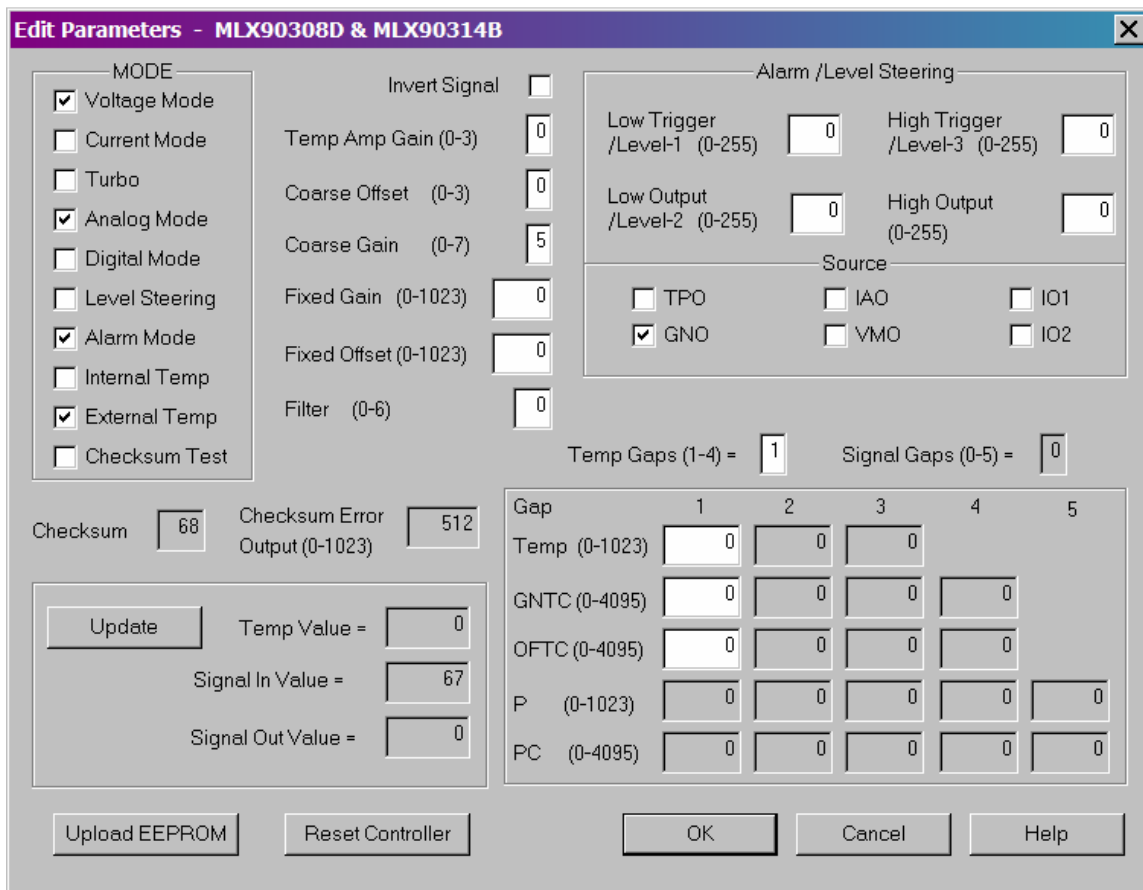 Edit Parameters - MLX90308D & MLX90314B
MODE
Voltage Mode
Current Mode
Turbo
Analog Mode
Digital Mode
Level Steering
Alarm Mode
Internal Temp
External Temp
Checksum Test
Invert Signal
Temp Amp Gain (0-3) 0
Coarse Offset (0-3) 0
Coarse Gain (0-7) 5
Fixed Gain (0-1023) 0
Fixed Offset (0-1023) 0
Filter (0-6) 0
Alarm /Level Steering
Low Trigger
/Level-1 (0-255) 0
High Trigger
/Level-3 (0-255) 0
Low Output
/Level-2 (0-255) 0
High Output
(0-255) 0
Source
TPO IAO IO1
GNO VMO IO2
Temp Gaps (1-4) = 1 Signal Gaps (0-5) = 0
Checksum 68
Checksum Error
Output (0-1023) 512
Update
Temp Value = 0
Signal In Value = 67
Signal Out Value = 0
Gap 1 2 3 4 5
Temp (0-1023) 0 0 0
GNTC (0-4095) 0 0 0 0
OFTC (0-4095) 0 0 0 0
P (0-1023) 0 0 0 0 0
PC (0-4095) 0 0 0 0 0
Upload EEPROM Reset Controller OK Cancel Help